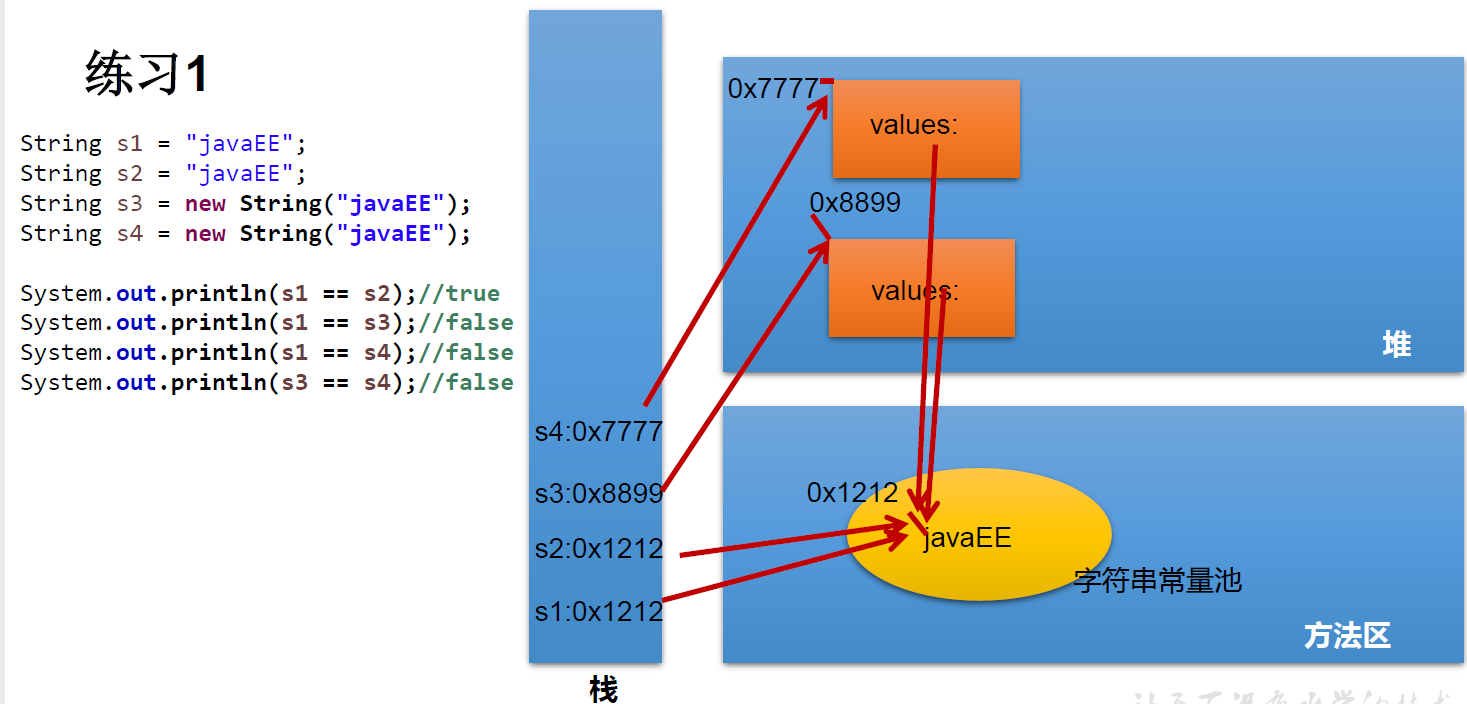 练习1
String s1 = "javaEE";
String s2 = "javaEE";
String s3 = new String("javaEE");
String s4 = new String("javaEE");
System.out.println(s1 == s2);//true
System.out.println(s1 == s3);//false
System.out.println(s1 == s4);//false
System.out.println(s3 == s4);//false
s4:0x7777
s3:0x8899
s2:0x1212
s1:0x1212
栈
0x7777
values:
0x8899
values:
堆
0x1212
javaEE
字符串常量池
方法区